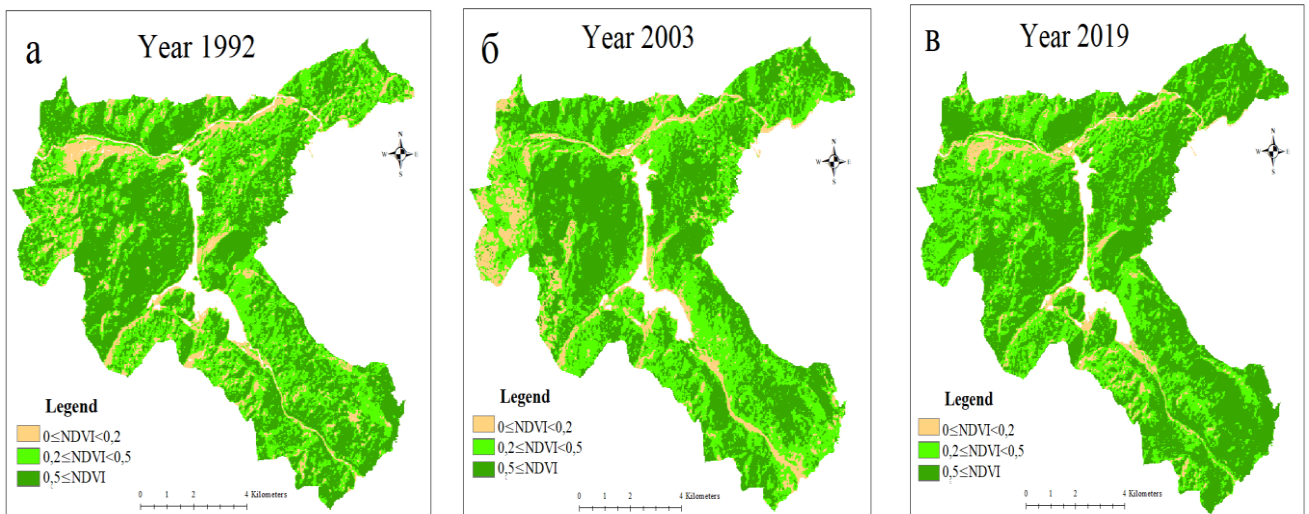 а Year 1992
N
W E
S
Legend
0≤NDVI<0,2
0,2≤NDVI<0,5
0,5≤NDVI
0 2 4 Kilometers
б Year 2003
N
W E
S
Legend
0≤NDVI<0,2
0,2≤NDVI<0,5
0,5≤NDVI
0 1 2 4 Kilometers
в Year 2019
N
W E
S
Legend
0≤NDVI<0,2
0,2≤NDVI<0,5
0,5≤NDVI
0 1 2 4 Kilometers